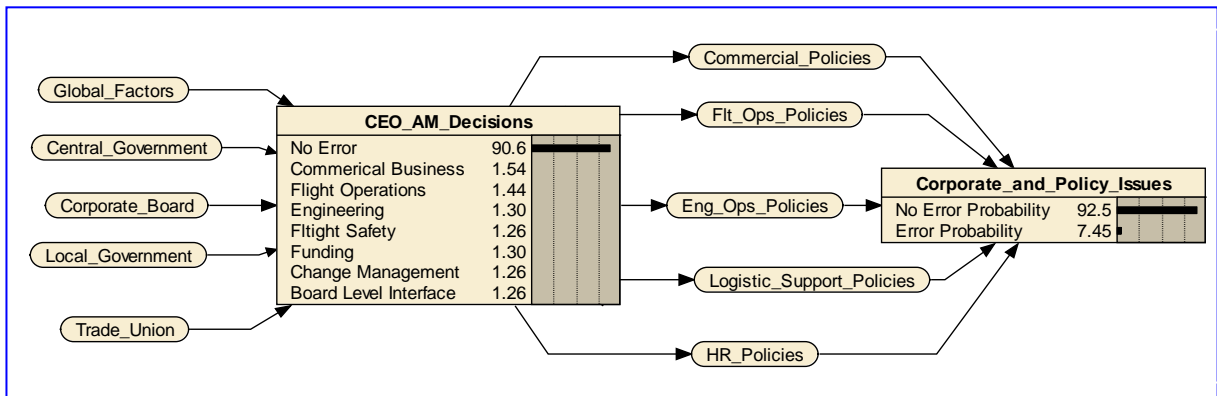 Global_Factors
Central_Government
Corporate_Board
Local_Government
Trade_Union
CEO_AM_Decisions
No Error 90.6
Commerical Business 1.54
Flight Operations 1.44
Engineering 1.30
Fltight Safety 1.26
Funding 1.30
Change Management 1.26
Board Level Interface 1.26
Commercial_Policies
Flt_Ops_Policies
Eng_Ops_Policies
Logistic_Support_Policies
HR_Policies
Corporate_and_Policy_Issues
No Error Probability 92.5
Error Probability 7.45